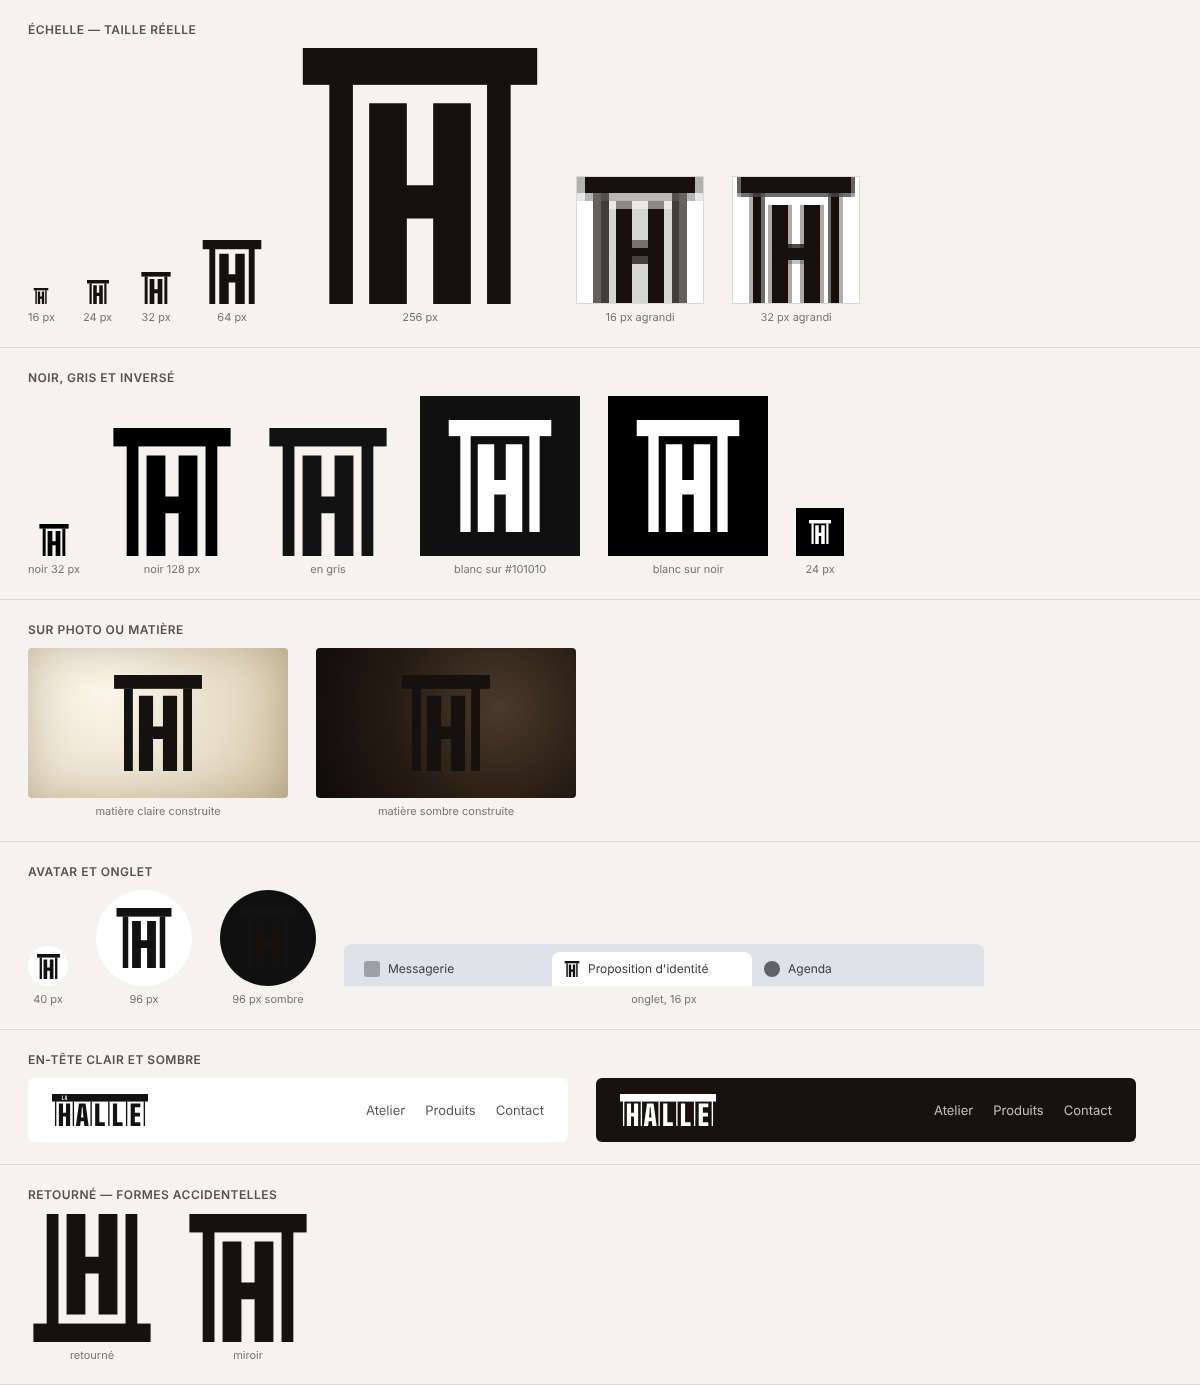 ÉCHELLE — TAILLE RÉELLE
H H H H H
16 px 24 px 32 px 64 px 256 px 16 px agrandi 32 px agrandi
NOIR, GRIS ET INVERSÉ
H H H H H H
noir 32 px noir 128 px en gris blanc sur #101010 blanc sur noir 24 px
SUR PHOTO OU MATIÈRE
H H
matière claire construite matière sombre construite
AVATAR ET ONGLET
H H H Messagerie H Proposition d'identité Agenda
40 px 96 px 96 px sombre onglet, 16 px
EN-TÊTE CLAIR ET SOMBRE
LA
HALLE Atelier Produits Contact HALLE Atelier Produits Contact
RETOURNÉ — FORMES ACCIDENTELLES
H H
retourné miroir